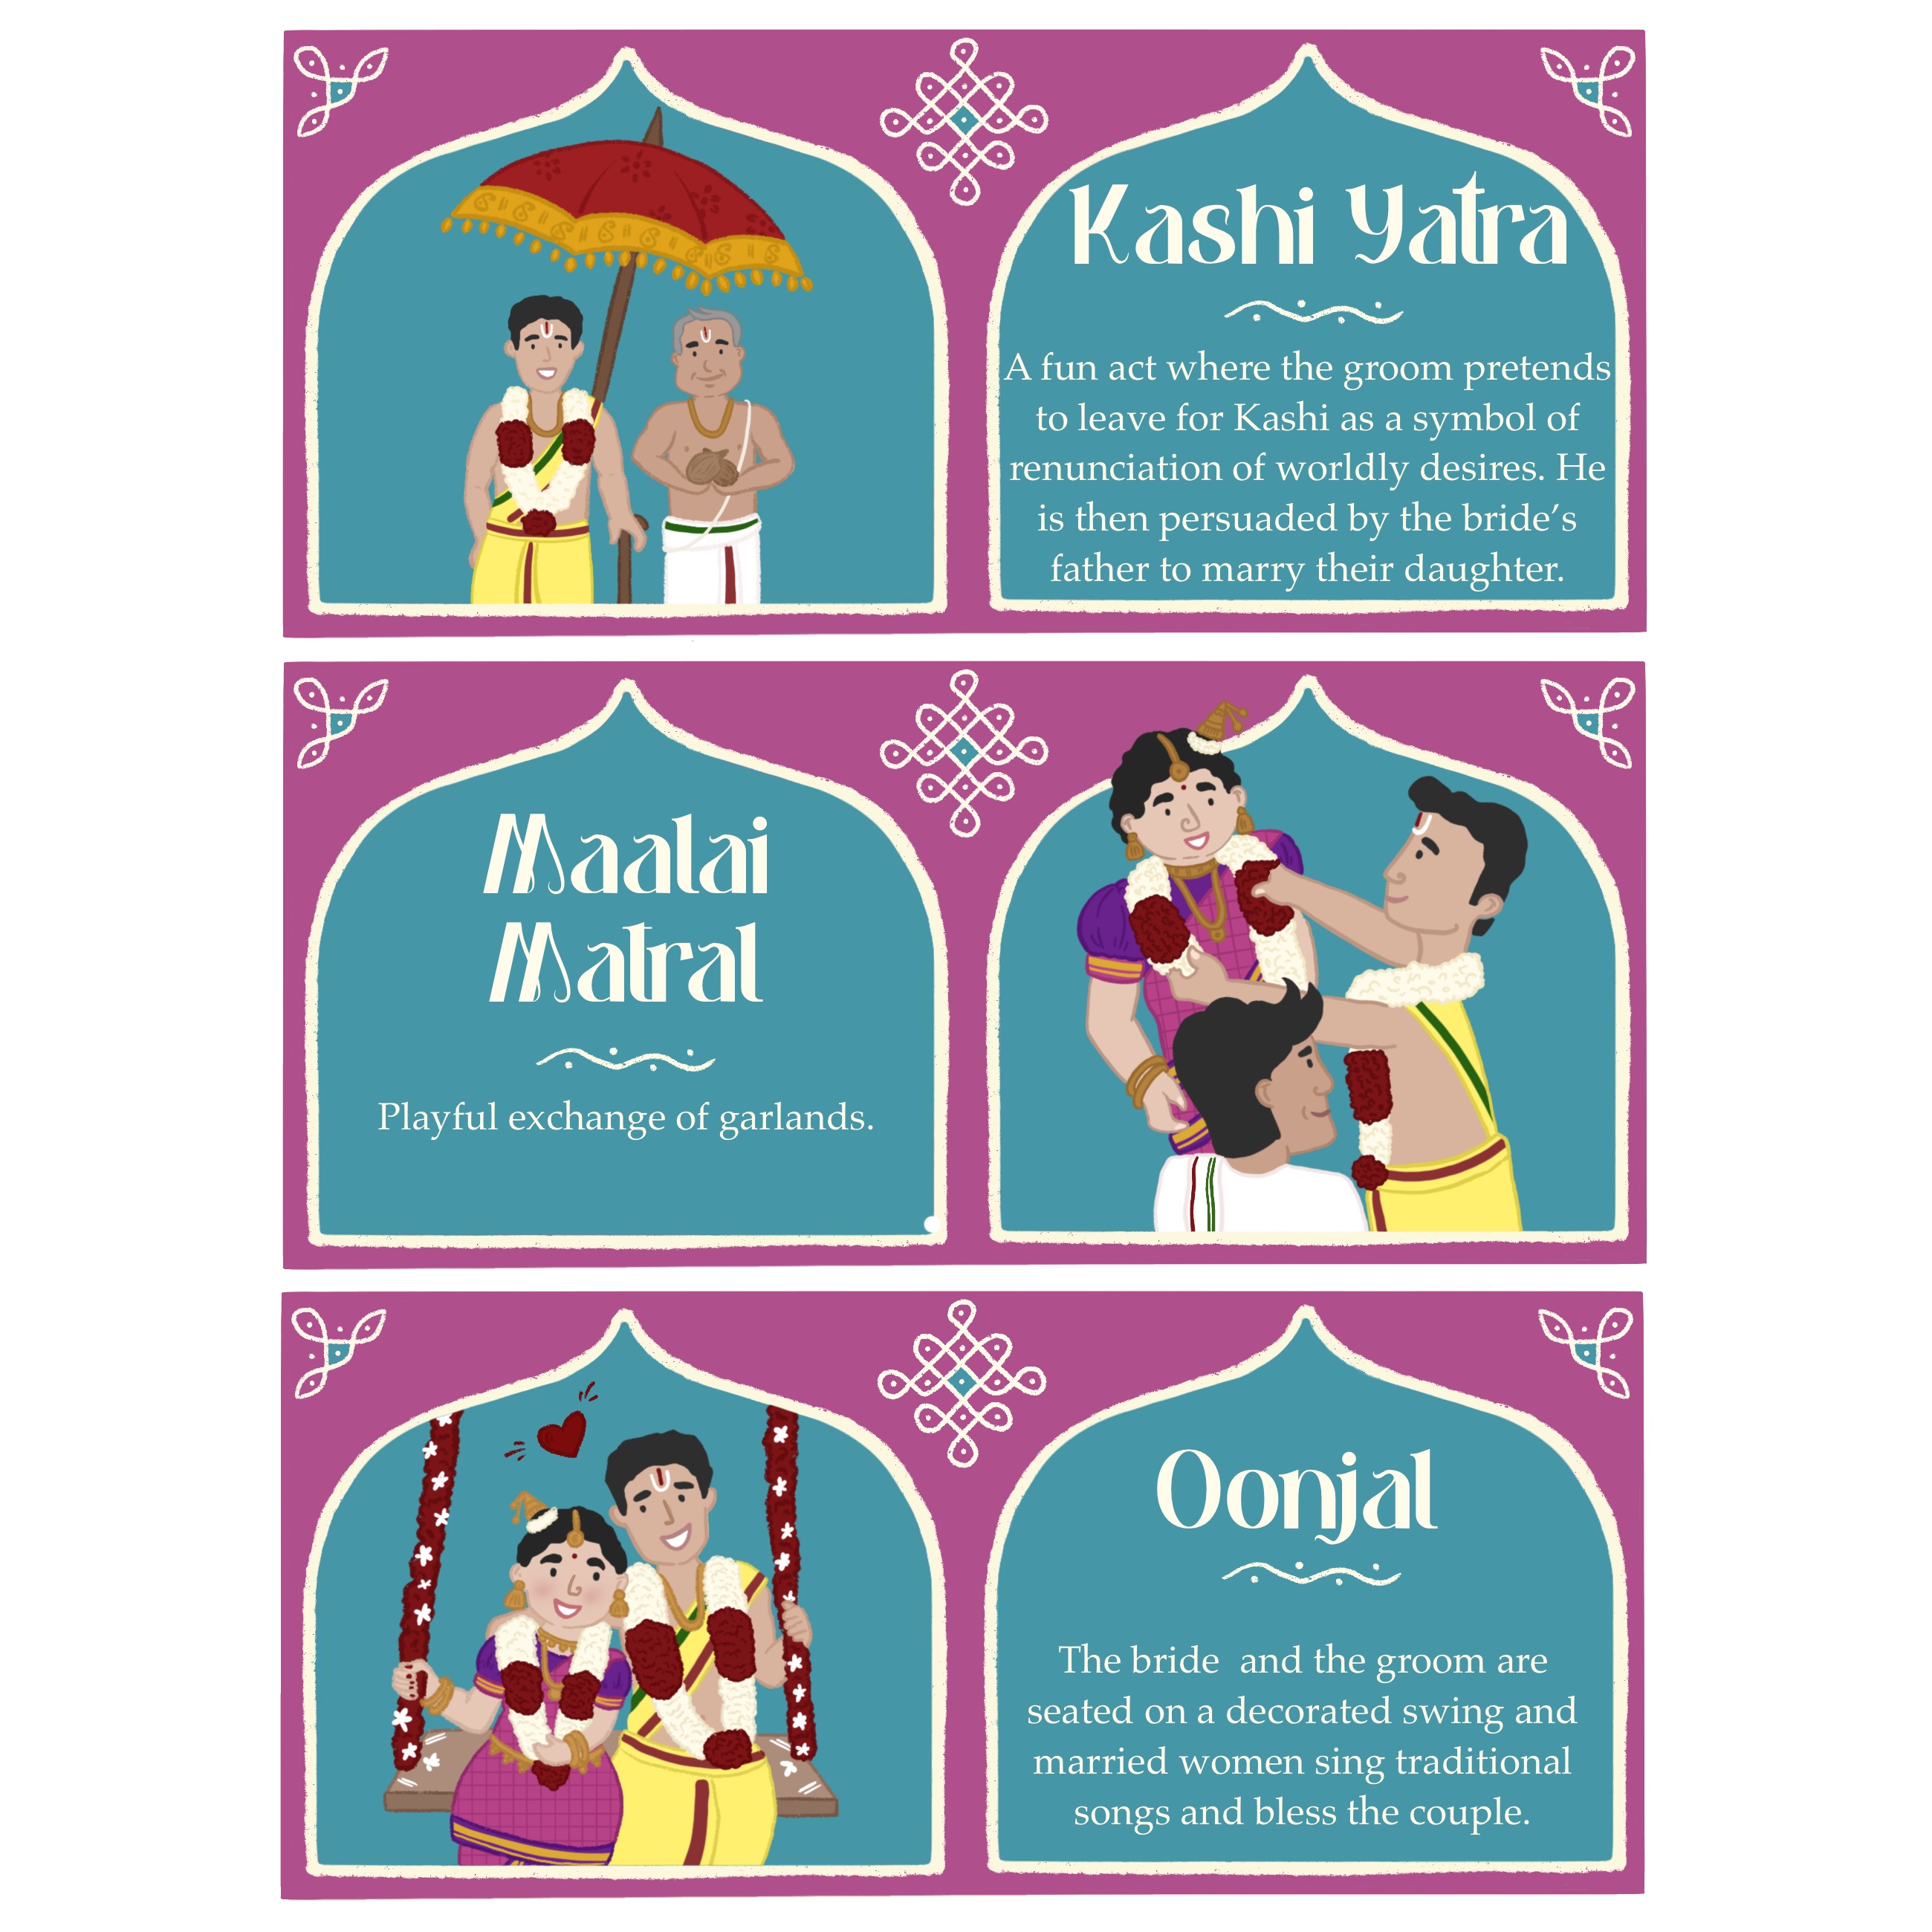 Kashi Yatra
A fun act where the groom pretends
to leave for Kashi as a symbol of
renunciation of worldly desires. He
is then persuaded by the bride’s
father to marry their daughter.
Maalai
Matral
Playful exchange of garlands.
Oonjal
The bride  and the groom are
seated on a decorated swing and
married women sing traditional
songs and bless the couple.